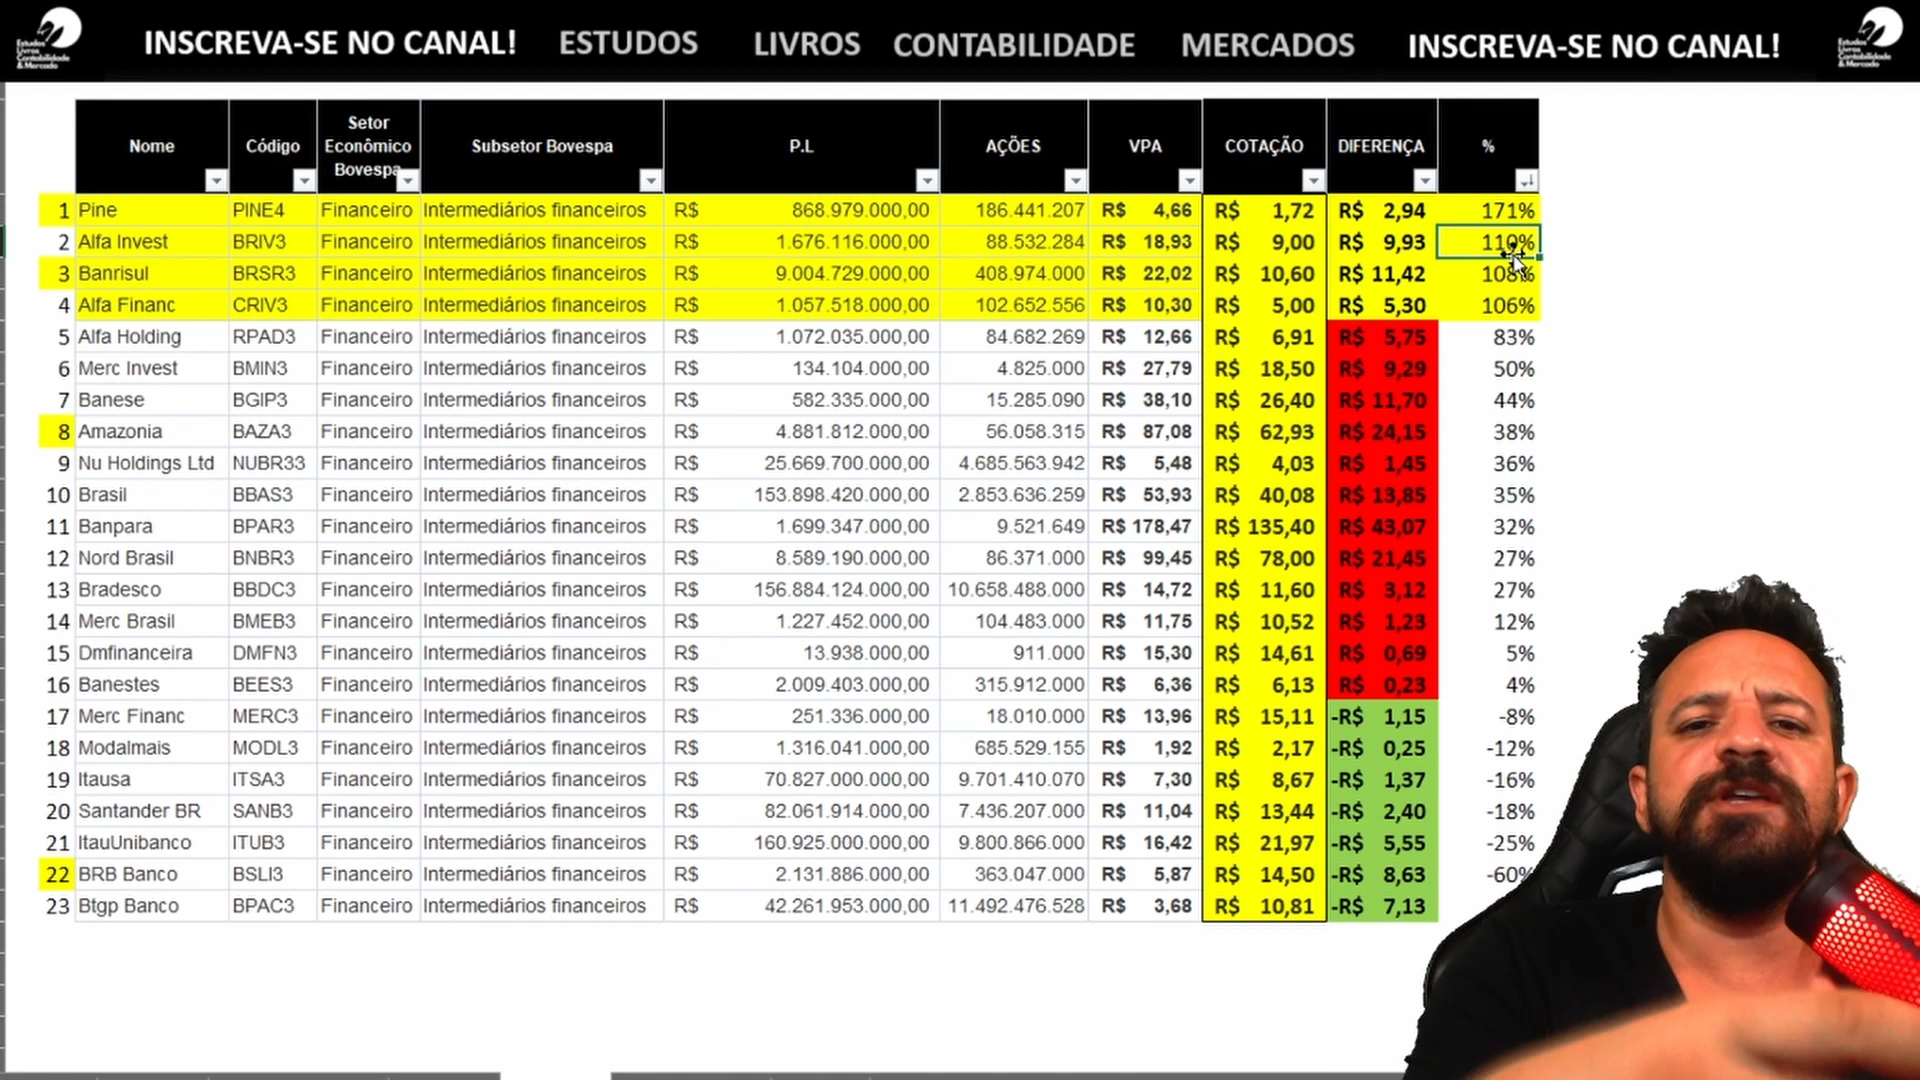 Estudos Livros Contabilidade & Mercado INSCREVA-SE NO CANAL! ESTUDOS LIVROS CONTABILIDADE MERCADOS INSCREVA-SE NO CANAL! Estudos Livros Contabilidade & Mercado
Nome Código Setor Econômico Bovespa Subsetor Bovespa P.L AÇÕES VPA COTAÇÃO DIFERENÇA %
1 Pine PINE4 Financeiro Intermediários financeiros R$ 868.979.000,00 186.441.207 R$ 4,66 R$ 1,72 R$ 2,94 171%
2 Alfa Invest BRIV3 Financeiro Intermediários financeiros R$ 1.676.116.000,00 88.532.284 R$ 18,93 R$ 9,00 R$ 9,93 110%
3 Banrisul BRSR3 Financeiro Intermediários financeiros R$ 9.004.729.000,00 408.974.000 R$ 22,02 R$ 10,60 R$ 11,42 108%
4 Alfa Financ CRIV3 Financeiro Intermediários financeiros R$ 1.057.518.000,00 102.652.556 R$ 10,30 R$ 5,00 R$ 5,30 106%
5 Alfa Holding RPAD3 Financeiro Intermediários financeiros R$ 1.072.035.000,00 84.682.269 R$ 12,66 R$ 6,91 R$ 5,75 83%
6 Merc Invest BMIN3 Financeiro Intermediários financeiros R$ 134.104.000,00 4.825.000 R$ 27,79 R$ 18,50 R$ 9,29 50%
7 Banese BGIP3 Financeiro Intermediários financeiros R$ 582.335.000,00 15.285.090 R$ 38,10 R$ 26,40 R$ 11,70 44%
8 Amazonia BAZA3 Financeiro Intermediários financeiros R$ 4.881.812.000,00 56.058.315 R$ 87,08 R$ 62,93 R$ 24,15 38%
9 Nu Holdings Ltd NUBR33 Financeiro Intermediários financeiros R$ 25.669.700.000,00 4.685.563.942 R$ 5,48 R$ 4,03 R$ 1,45 36%
10 Brasil BBAS3 Financeiro Intermediários financeiros R$ 153.898.420.000,00 2.853.636.259 R$ 53,93 R$ 40,08 R$ 13,85 35%
11 Banpara BPAR3 Financeiro Intermediários financeiros R$ 1.699.347.000,00 9.521.649 R$ 178,47 R$ 135,40 R$ 43,07 32%
12 Nord Brasil BNBR3 Financeiro Intermediários financeiros R$ 8.589.190.000,00 86.371.000 R$ 99,45 R$ 78,00 R$ 21,45 27%
13 Bradesco BBDC3 Financeiro Intermediários financeiros R$ 156.884.124.000,00 10.658.488.000 R$ 14,72 R$ 11,60 R$ 3,12 27%
14 Merc Brasil BMEB3 Financeiro Intermediários financeiros R$ 1.227.452.000,00 104.483.000 R$ 11,75 R$ 10,52 R$ 1,23 12%
15 Dmfinanceira DMFN3 Financeiro Intermediários financeiros R$ 13.938.000,00 911.000 R$ 15,30 R$ 14,61 R$ 0,69 5%
16 Banestes BEES3 Financeiro Intermediários financeiros R$ 2.009.403.000,00 315.912.000 R$ 6,36 R$ 6,13 R$ 0,23 4%
17 Merc Financ MERC3 Financeiro Intermediários financeiros R$ 251.336.000,00 18.010.000 R$ 13,96 R$ 15,11 -R$ 1,15 -8%
18 Modalmais MODL3 Financeiro Intermediários financeiros R$ 1.316.041.000,00 685.529.155 R$ 1,92 R$ 2,17 -R$ 0,25 -12%
19 Itausa ITSA3 Financeiro Intermediários financeiros R$ 70.827.000.000,00 9.701.410.070 R$ 7,30 R$ 8,67 -R$ 1,37 -16%
20 Santander BR SANB3 Financeiro Intermediários financeiros R$ 82.061.914.000,00 7.436.207.000 R$ 11,04 R$ 13,44 -R$ 2,40 -18%
21 ItauUnibanco ITUB3 Financeiro Intermediários financeiros R$ 160.925.000.000,00 9.800.866.000 R$ 16,42 R$ 21,97 -R$ 5,55 -25%
22 BRB Banco BSLI3 Financeiro Intermediários financeiros R$ 2.131.886.000,00 363.047.000 R$ 5,87 R$ 14,50 -R$ 8,63 -60%
23 Btgp Banco BPAC3 Financeiro Intermediários financeiros R$ 42.261.953.000,00 11.492.476.528 R$ 3,68 R$ 10,81 -R$ 7,13